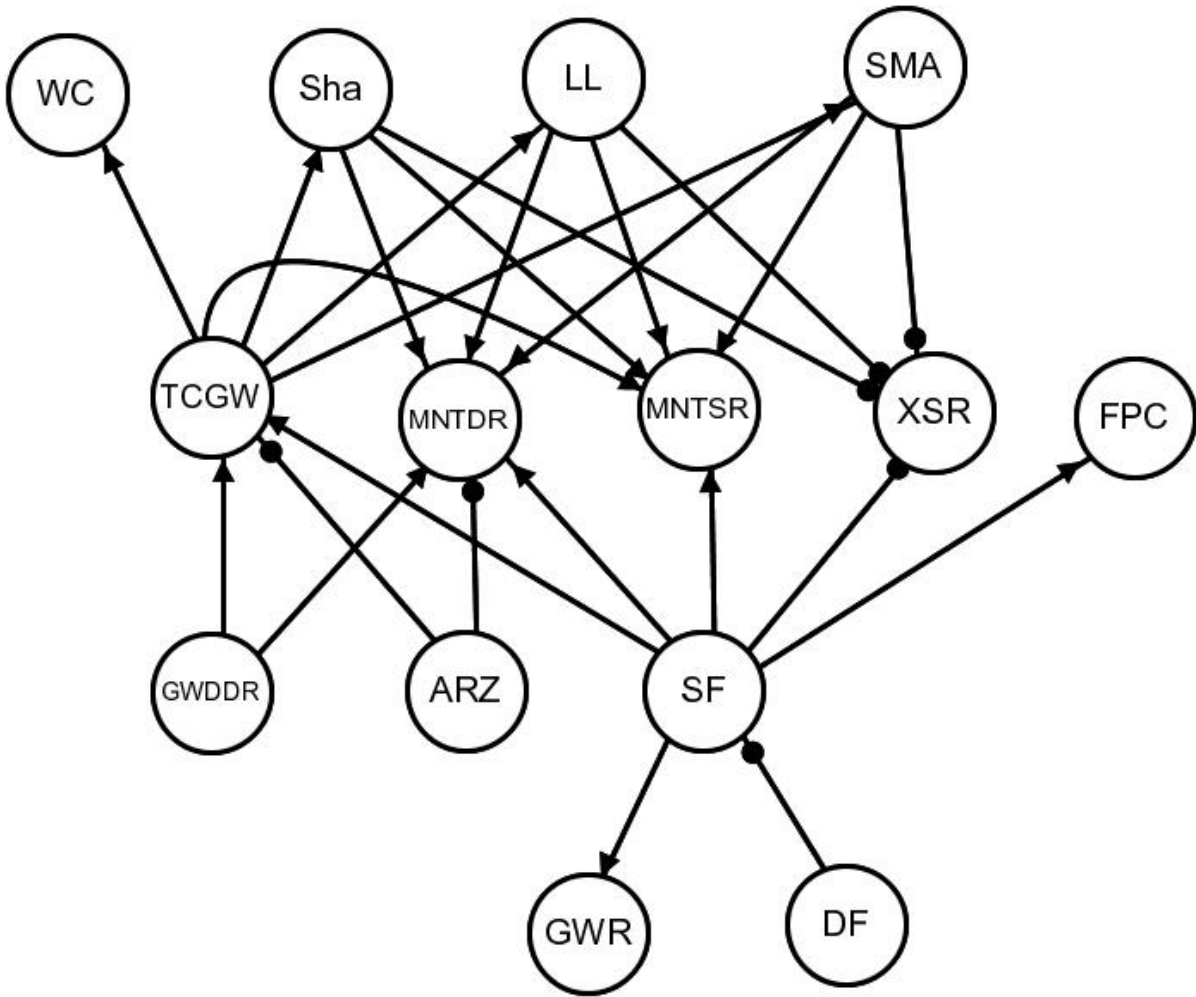 WC
Sha
LL
SMA
TCGW
MNTDR
MNTSR
XSR
FPC
GWDDR
ARZ
SF
GWR
DF